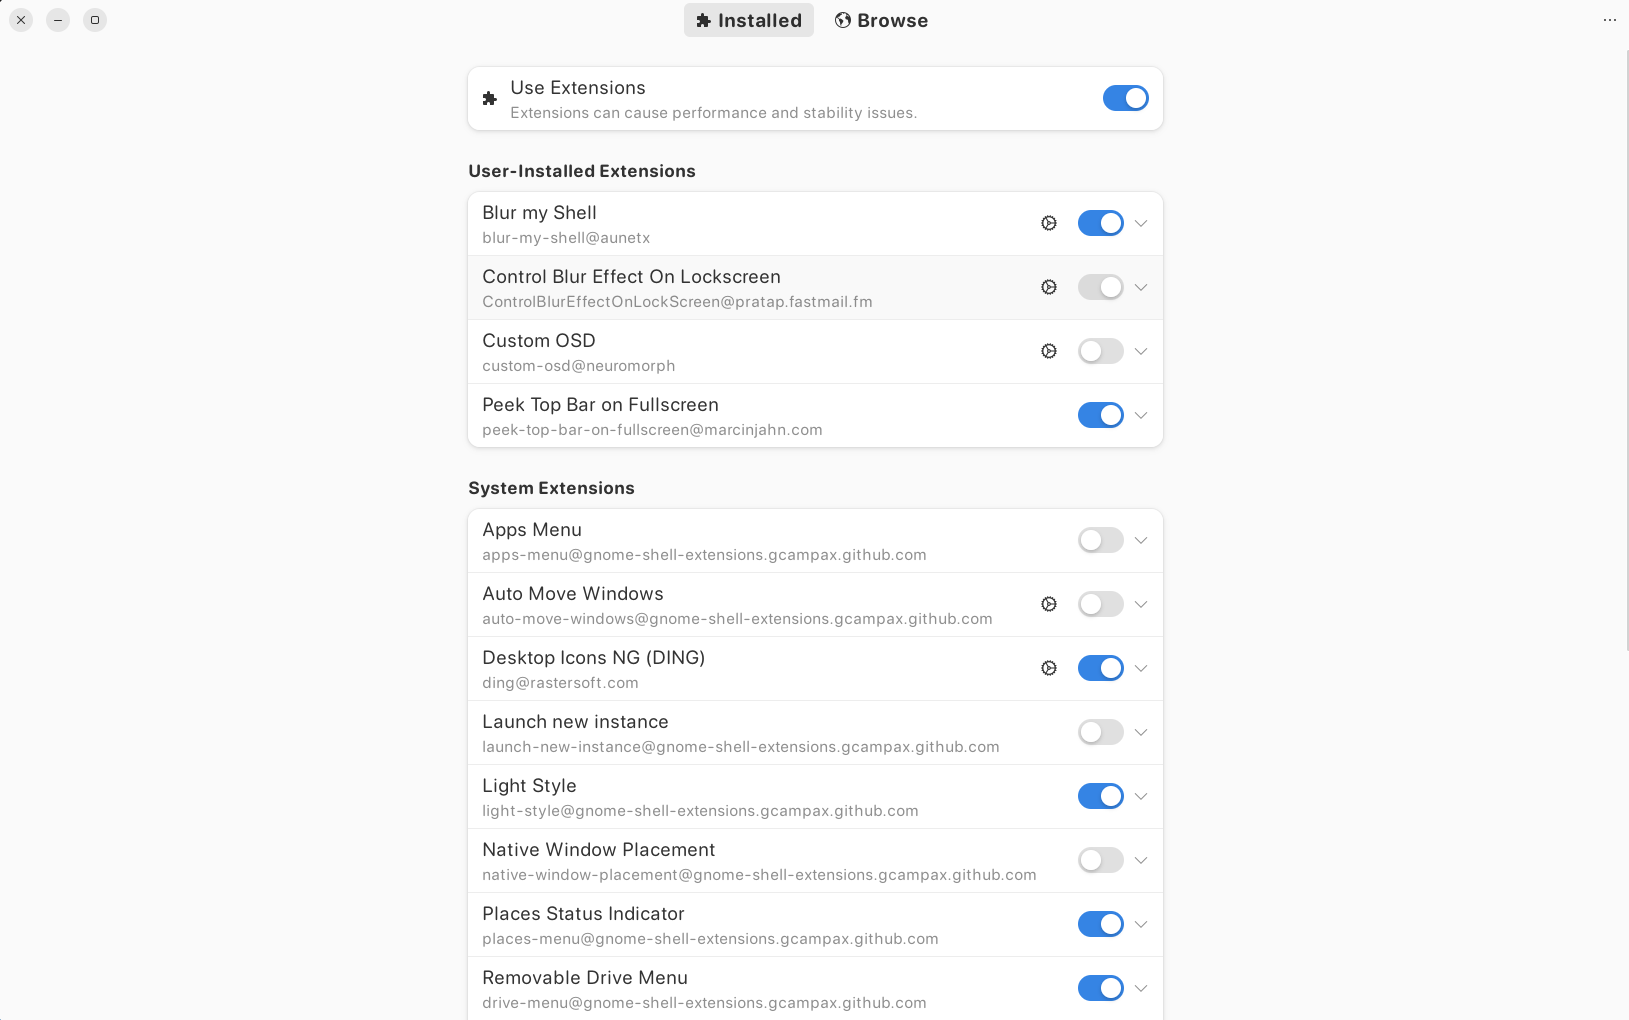 Installed
Browse
Use Extensions
Extensions can cause performance and stability issues.
User-Installed Extensions
Blur my Shell
blur-my-shell@aunetx
Control Blur Effect On Lockscreen
ControlBlurEffectOnLockScreen@pratap.fastmail.fm
Custom OSD
custom-osd@neuromorph
Peek Top Bar on Fullscreen
peek-top-bar-on-fullscreen@marcinjahn.com
System Extensions
Apps Menu
apps-menu@gnome-shell-extensions.gcampax.github.com
Auto Move Windows
auto-move-windows@gnome-shell-extensions.gcampax.github.com
Desktop Icons NG (DING)
ding@rastersoft.com
Launch new instance
launch-new-instance@gnome-shell-extensions.gcampax.github.com
Light Style
light-style@gnome-shell-extensions.gcampax.github.com
Native Window Placement
native-window-placement@gnome-shell-extensions.gcampax.github.com
Places Status Indicator
places-menu@gnome-shell-extensions.gcampax.github.com
Removable Drive Menu
drive-menu@gnome-shell-extensions.gcampax.github.com